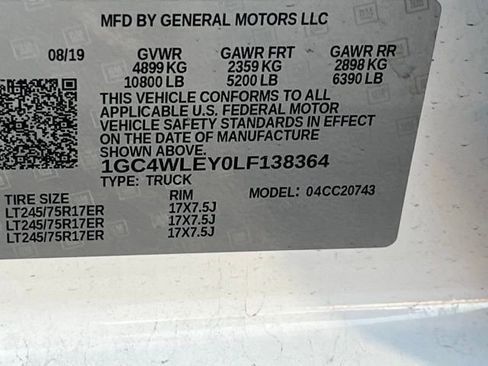 MFD BY GENERAL MOTORS LLC
08/19 GVWR GAWR FRT GAWR RR
4899 KG 2359 KG 2898 KG
10800 LB 5200 LB 6390 LB
THIS VEHICLE CONFORMS TO ALL
APPLICABLE U.S. FEDERAL MOTOR
VEHICLE SAFETY STANDARDS IN EFFECT
ON THE DATE OF MANUFACTURE
SHOWN ABOVE.
1GC4WLEY0LF138364
TYPE: TRUCK MODEL: 04CC20743
TIRE SIZE RIM
LT245/75R17ER 17X7.5J
LT245/75R17ER 17X7.5J
LT245/75R17ER 17X7.5J